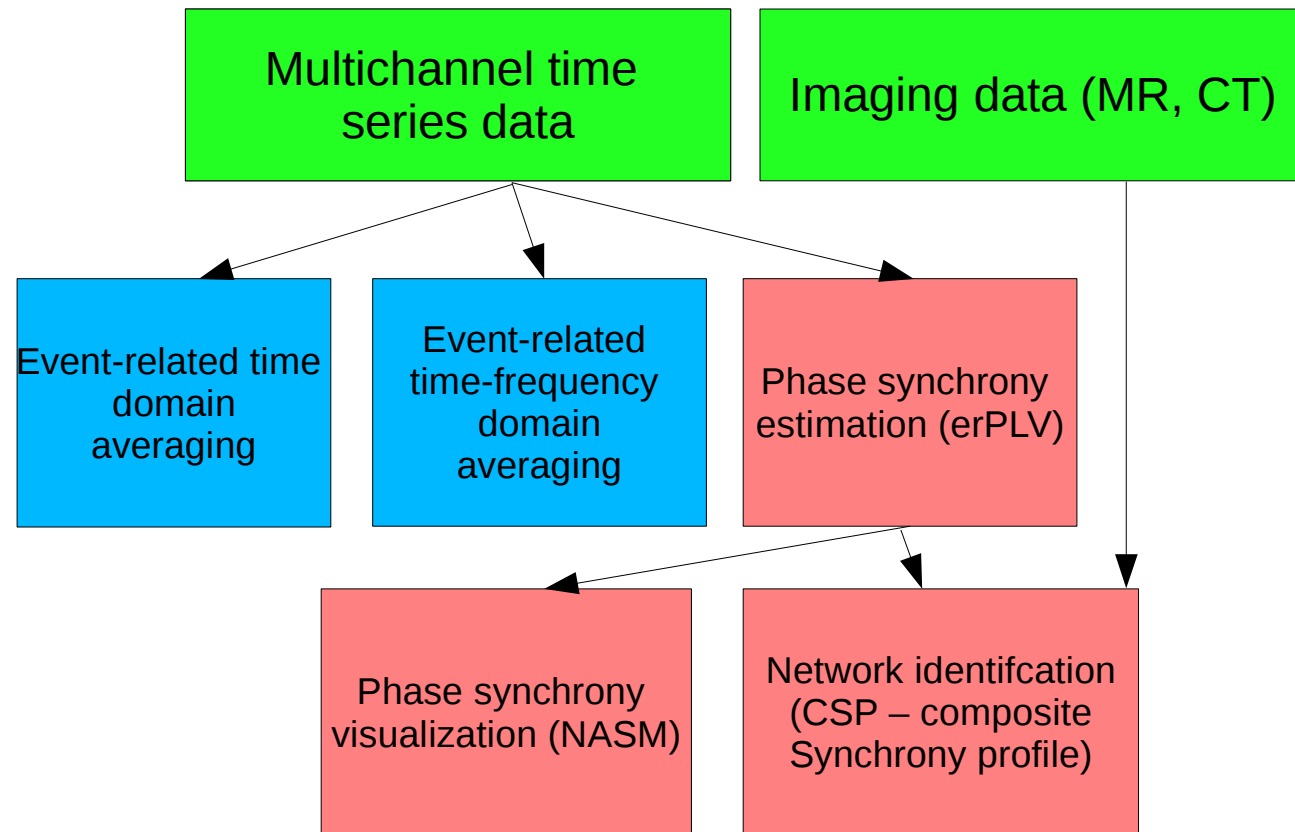 Multichannel time
series data
Imaging data (MR, CT)
Event-related time
domain
averaging
Event-related
time-frequency
domain
averaging
Phase synchrony
estimation (erPLV)
Phase synchrony
visualization (NASM)
Network identifcation
(CSP – composite
Synchrony profile)